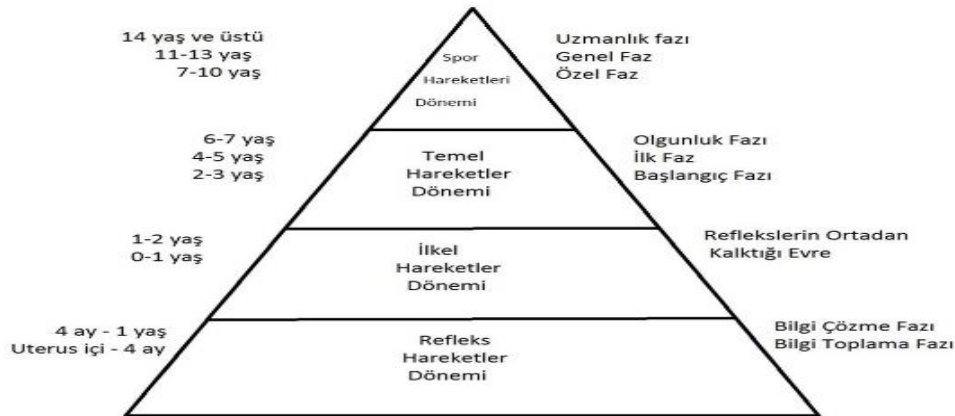 14 yaş ve üstü
11-13 yaş
7-10 yaş
Spor
Hareketleri
Dönemi
Uzmanlık fazı
Genel Faz
Özel Faz
6-7 yaş
4-5 yaş
2-3 yaş
Temel
Hareketler
Dönemi
Olgunluk Fazı
İlk Faz
Başlangıç Fazı
1-2 yaş
0-1 yaş
İlkel
Hareketler
Dönemi
Reflekslerin Ortadan
Kalktığı Evre
4 ay - 1 yaş
Uterus içi - 4 ay
Refleks
Hareketler
Dönemi
Bilgi Çözme Fazı
Bilgi Toplama Fazı